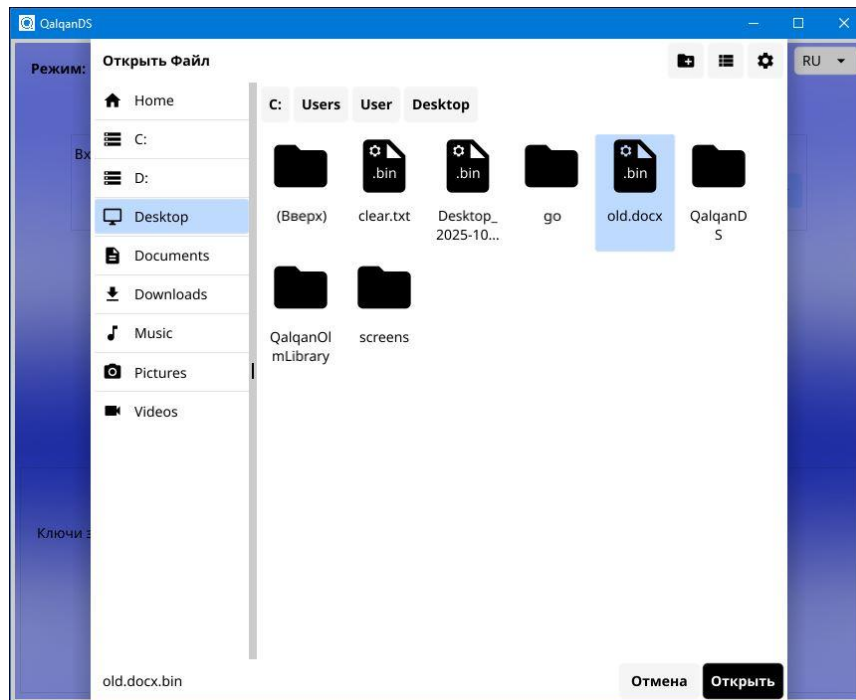 QalqanDS
Режим:
Открыть Файл
RU
Home
C:
D:
Desktop
Documents
Downloads
Music
Pictures
Videos
C: Users User Desktop
.bin .bin .bin
(Вверх) clear.txt Desktop_ go old.docx QalqanD
2025-10... S
QalqanOl screens
mLibrary
Вх
Ключи з
old.docx.bin
Отмена Открыть